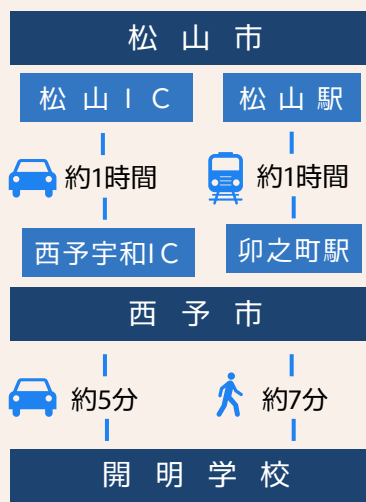 松山市
松山IC 松山駅
約1時間 約1時間
西予宇和IC 卯之町駅
西予市
約5分 約7分
開明学校